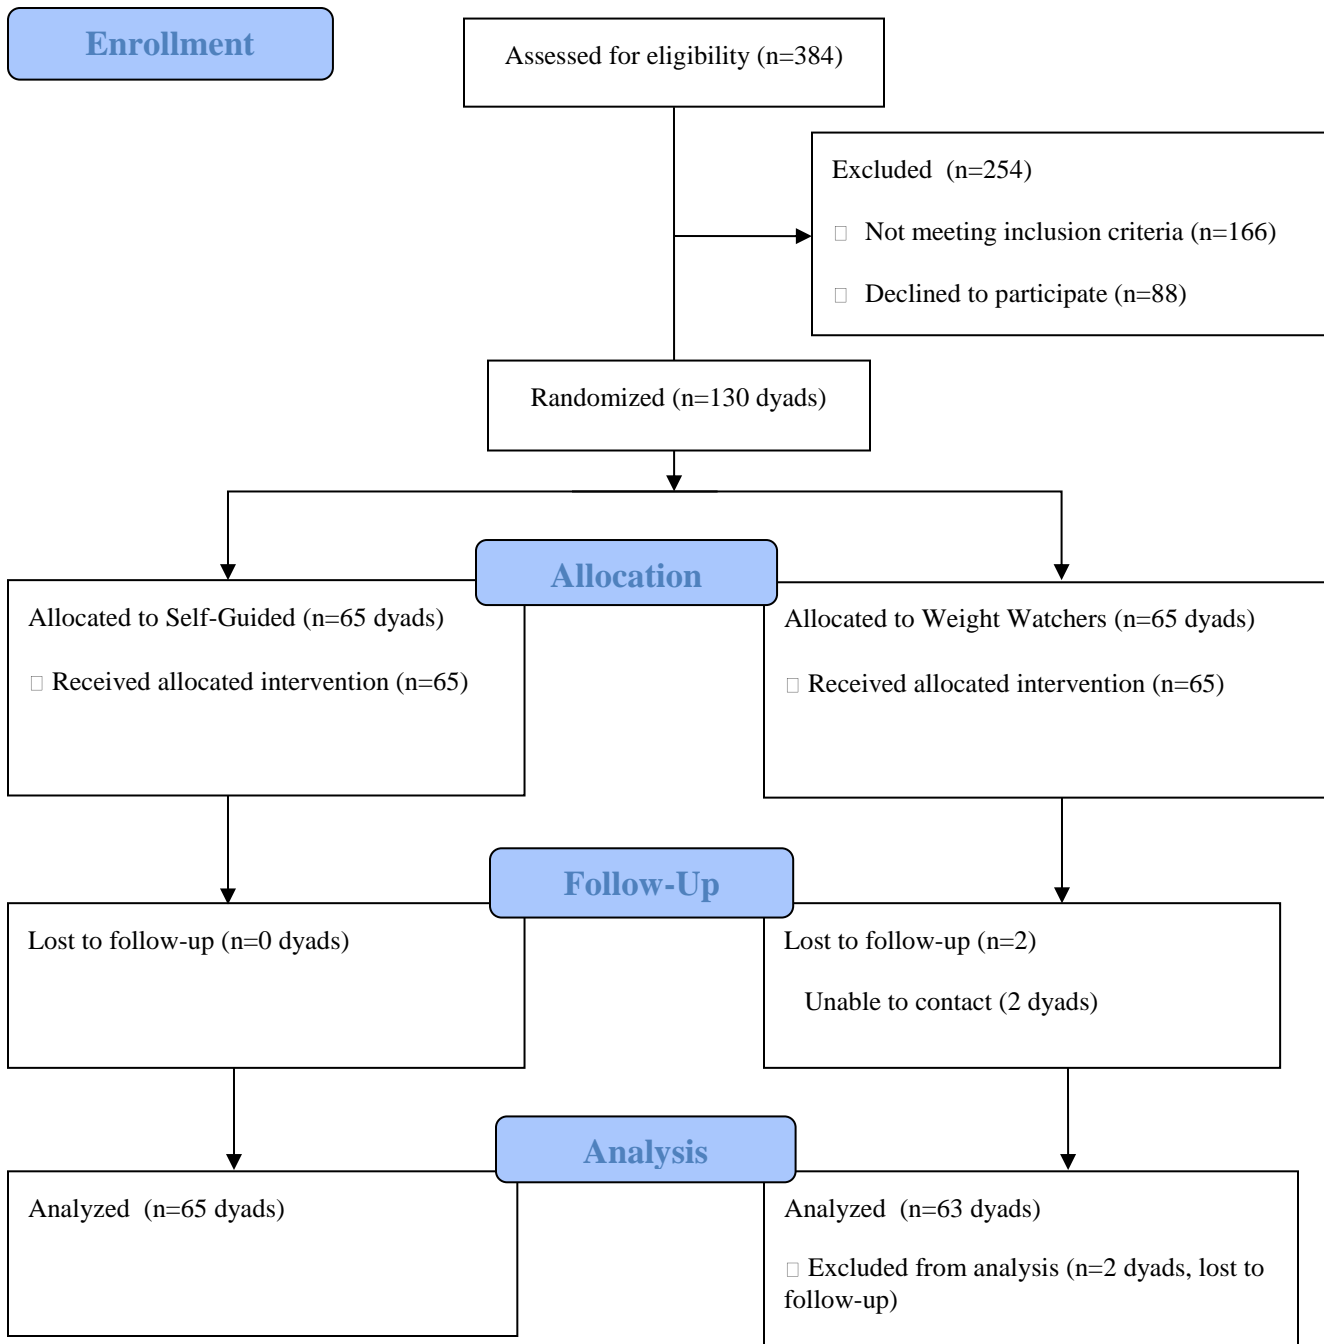 Enrollment
Assessed for eligibility (n=384)
Excluded  (n=254)
□ Not meeting inclusion criteria (n=166)
□ Declined to participate (n=88)
Randomized (n=130 dyads)
Allocation
Allocated to Self-Guided (n=65 dyads)
□ Received allocated intervention (n=65)
Allocated to Weight Watchers (n=65 dyads)
□ Received allocated intervention (n=65)
Follow-Up
Lost to follow-up (n=0 dyads)
Lost to follow-up (n=2)
Unable to contact (2 dyads)
Analysis
Analyzed  (n=65 dyads)
Analyzed  (n=63 dyads)
□ Excluded from analysis (n=2 dyads, lost to
follow-up)